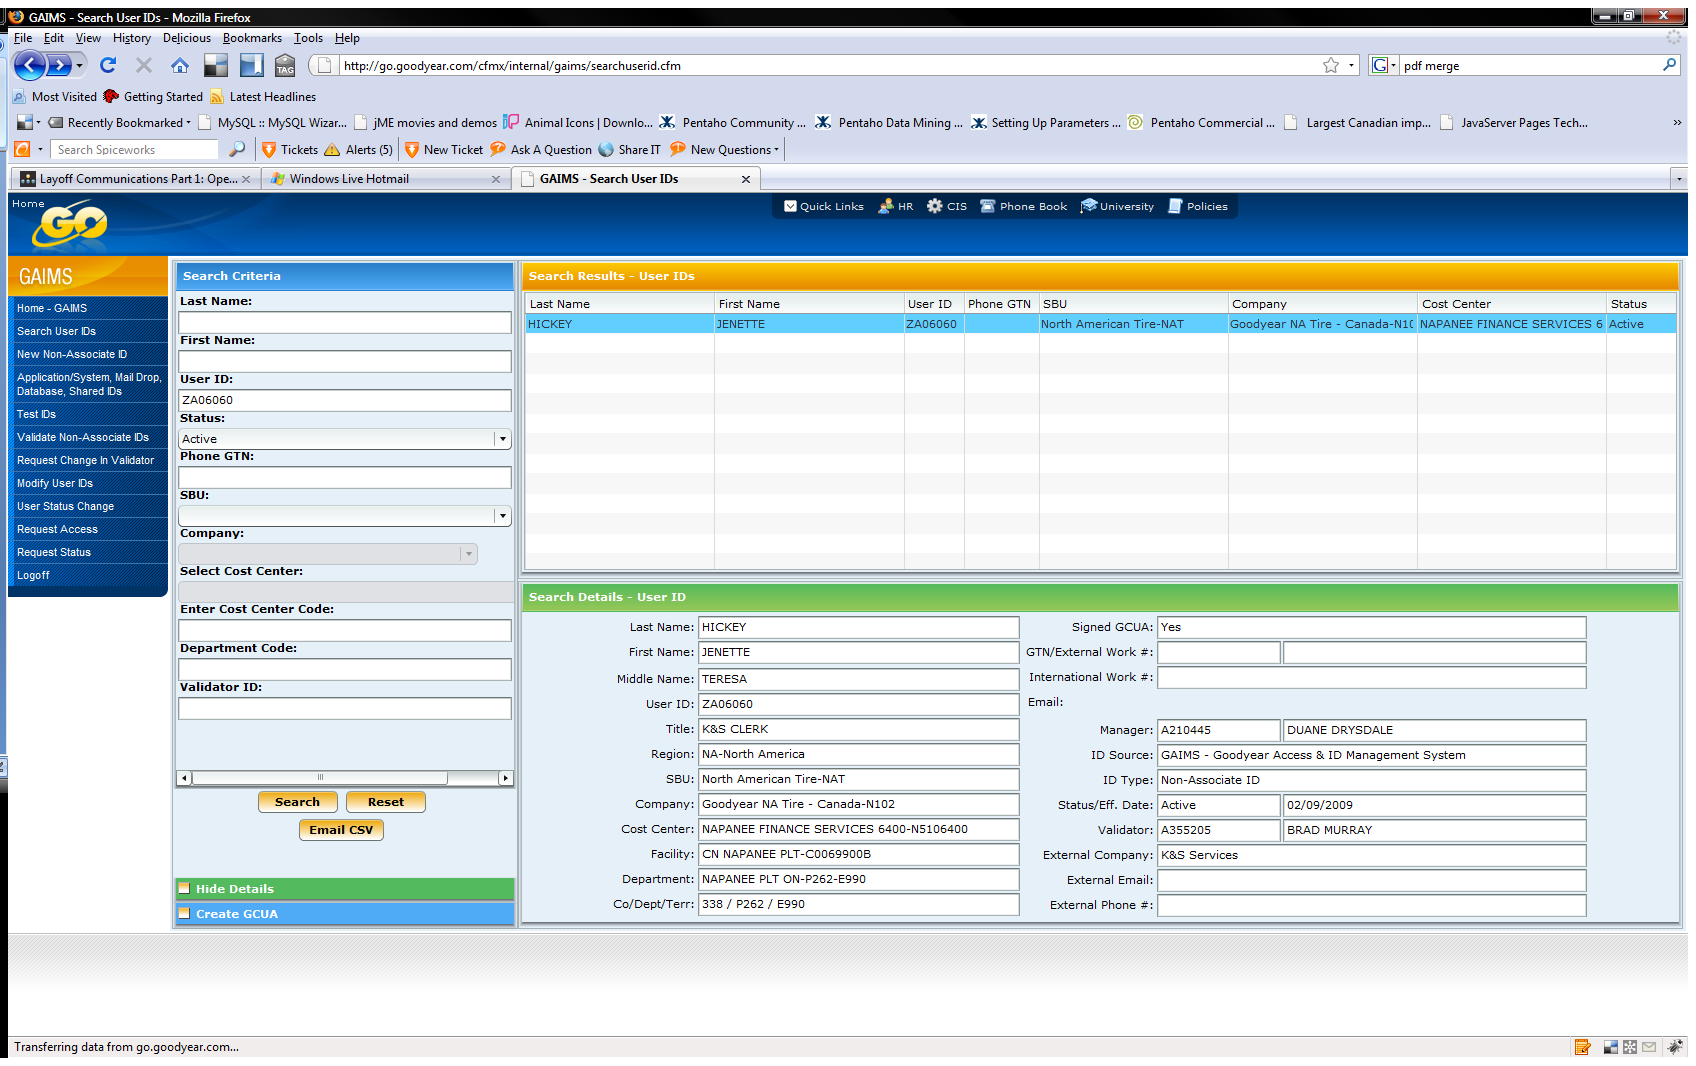 GAIMS - Search User IDs - Mozilla Firefox
File Edit View History Delicious Bookmarks Tools Help
TAG http://go.goodyear.com/cfmx/internal/gaims/searchuserid.cfm G pdf merge
Most Visited Getting Started Latest Headlines
Recently Bookmarked MySQL :: MySQL Wizar... jME movies and demos Animal Icons | Downlo... Pentaho Community ... Pentaho Data Mining ... Setting Up Parameters ... Pentaho Commercial ... Largest Canadian imp... JavaServer Pages Tech... »
Search Spiceworks Tickets Alerts (5) New Ticket Ask A Question Share IT New Questions
Layoff Communications Part 1: Ope... Windows Live Hotmail GAIMS - Search User IDs
Home GO Quick Links HR CIS Phone Book University Policies
GAIMS
Home - GAIMS
Search User IDs
New Non-Associate ID
Application/System, Mail Drop,
Database, Shared IDs
Test IDs
Validate Non-Associate IDs
Request Change In Validator
Modify User IDs
User Status Change
Request Access
Request Status
Logoff
Search Criteria
Last Name:
First Name:
User ID:
ZA06060
Status:
Active
Phone GTN:
SBU:
Company:
Select Cost Center:
Enter Cost Center Code:
Department Code:
Validator ID:
Search Reset
Email CSV
Hide Details
Create GCUA
Search Results - User IDs
Last Name First Name User ID Phone GTN SBU Company Cost Center Status
HICKEY JENETTE ZA06060 North American Tire-NAT Goodyear NA Tire - Canada-N10 NAPANEE FINANCE SERVICES 6 Active
Search Details - User ID
Last Name: HICKEY
First Name: JENETTE
Middle Name: TERESA
User ID: ZA06060
Title: K&S CLERK
Region: NA-North America
SBU: North American Tire-NAT
Company: Goodyear NA Tire - Canada-N102
Cost Center: NAPANEE FINANCE SERVICES 6400-N5106400
Facility: CN NAPANEE PLT-C0069900B
Department: NAPANEE PLT ON-P262-E990
Co/Dept/Terr: 338 / P262 / E990
Signed GCUA: Yes
GTN/External Work #:
International Work #:
Email:
Manager: A210445 DUANE DRYSDALE
ID Source: GAIMS - Goodyear Access & ID Management System
ID Type: Non-Associate ID
Status/Eff. Date: Active 02/09/2009
Validator: A355205 BRAD MURRAY
External Company: K&S Services
External Email:
External Phone #:
Transferring data from go.goodyear.com...